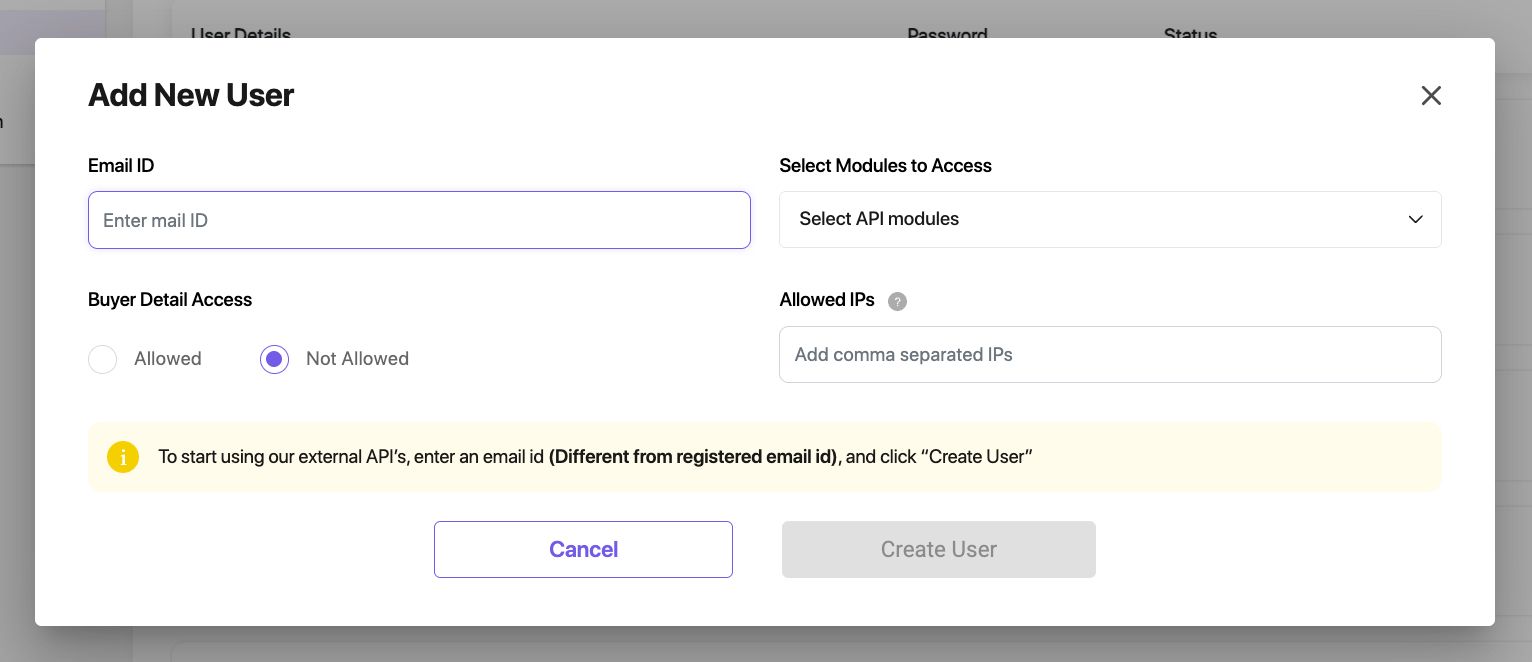 User Details
Password
Status
Add New User
Email ID
Select Modules to Access
Enter mail ID
Select API modules
Buyer Detail Access
Allowed IPs ?
Allowed
Not Allowed
Add comma separated IPs
To start using our external API’s, enter an email id (Different from registered email id), and click “Create User”
Cancel
Create User